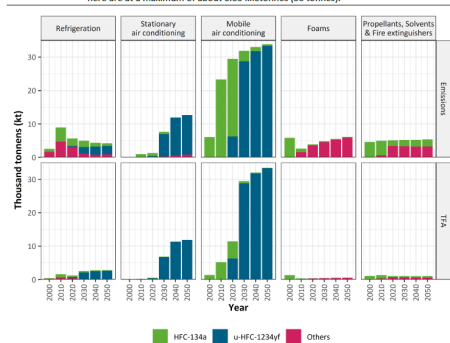 Refrigeration
Stationary
air conditioning
Mobile
air conditioning
Foams
Propellants, Solvents
& Fire extinguishers
Thousand tonnes (kt)
30
20
10
0
Emissions
30
20
10
0
TFA
2000 2010 2020 2030 2040 2050
2000 2010 2020 2030 2040 2050
2000 2010 2020 2030 2040 2050
2000 2010 2020 2030 2040 2050
2000 2010 2020 2030 2040 2050
Year
HFC-134a u-HFC-1234yf Others